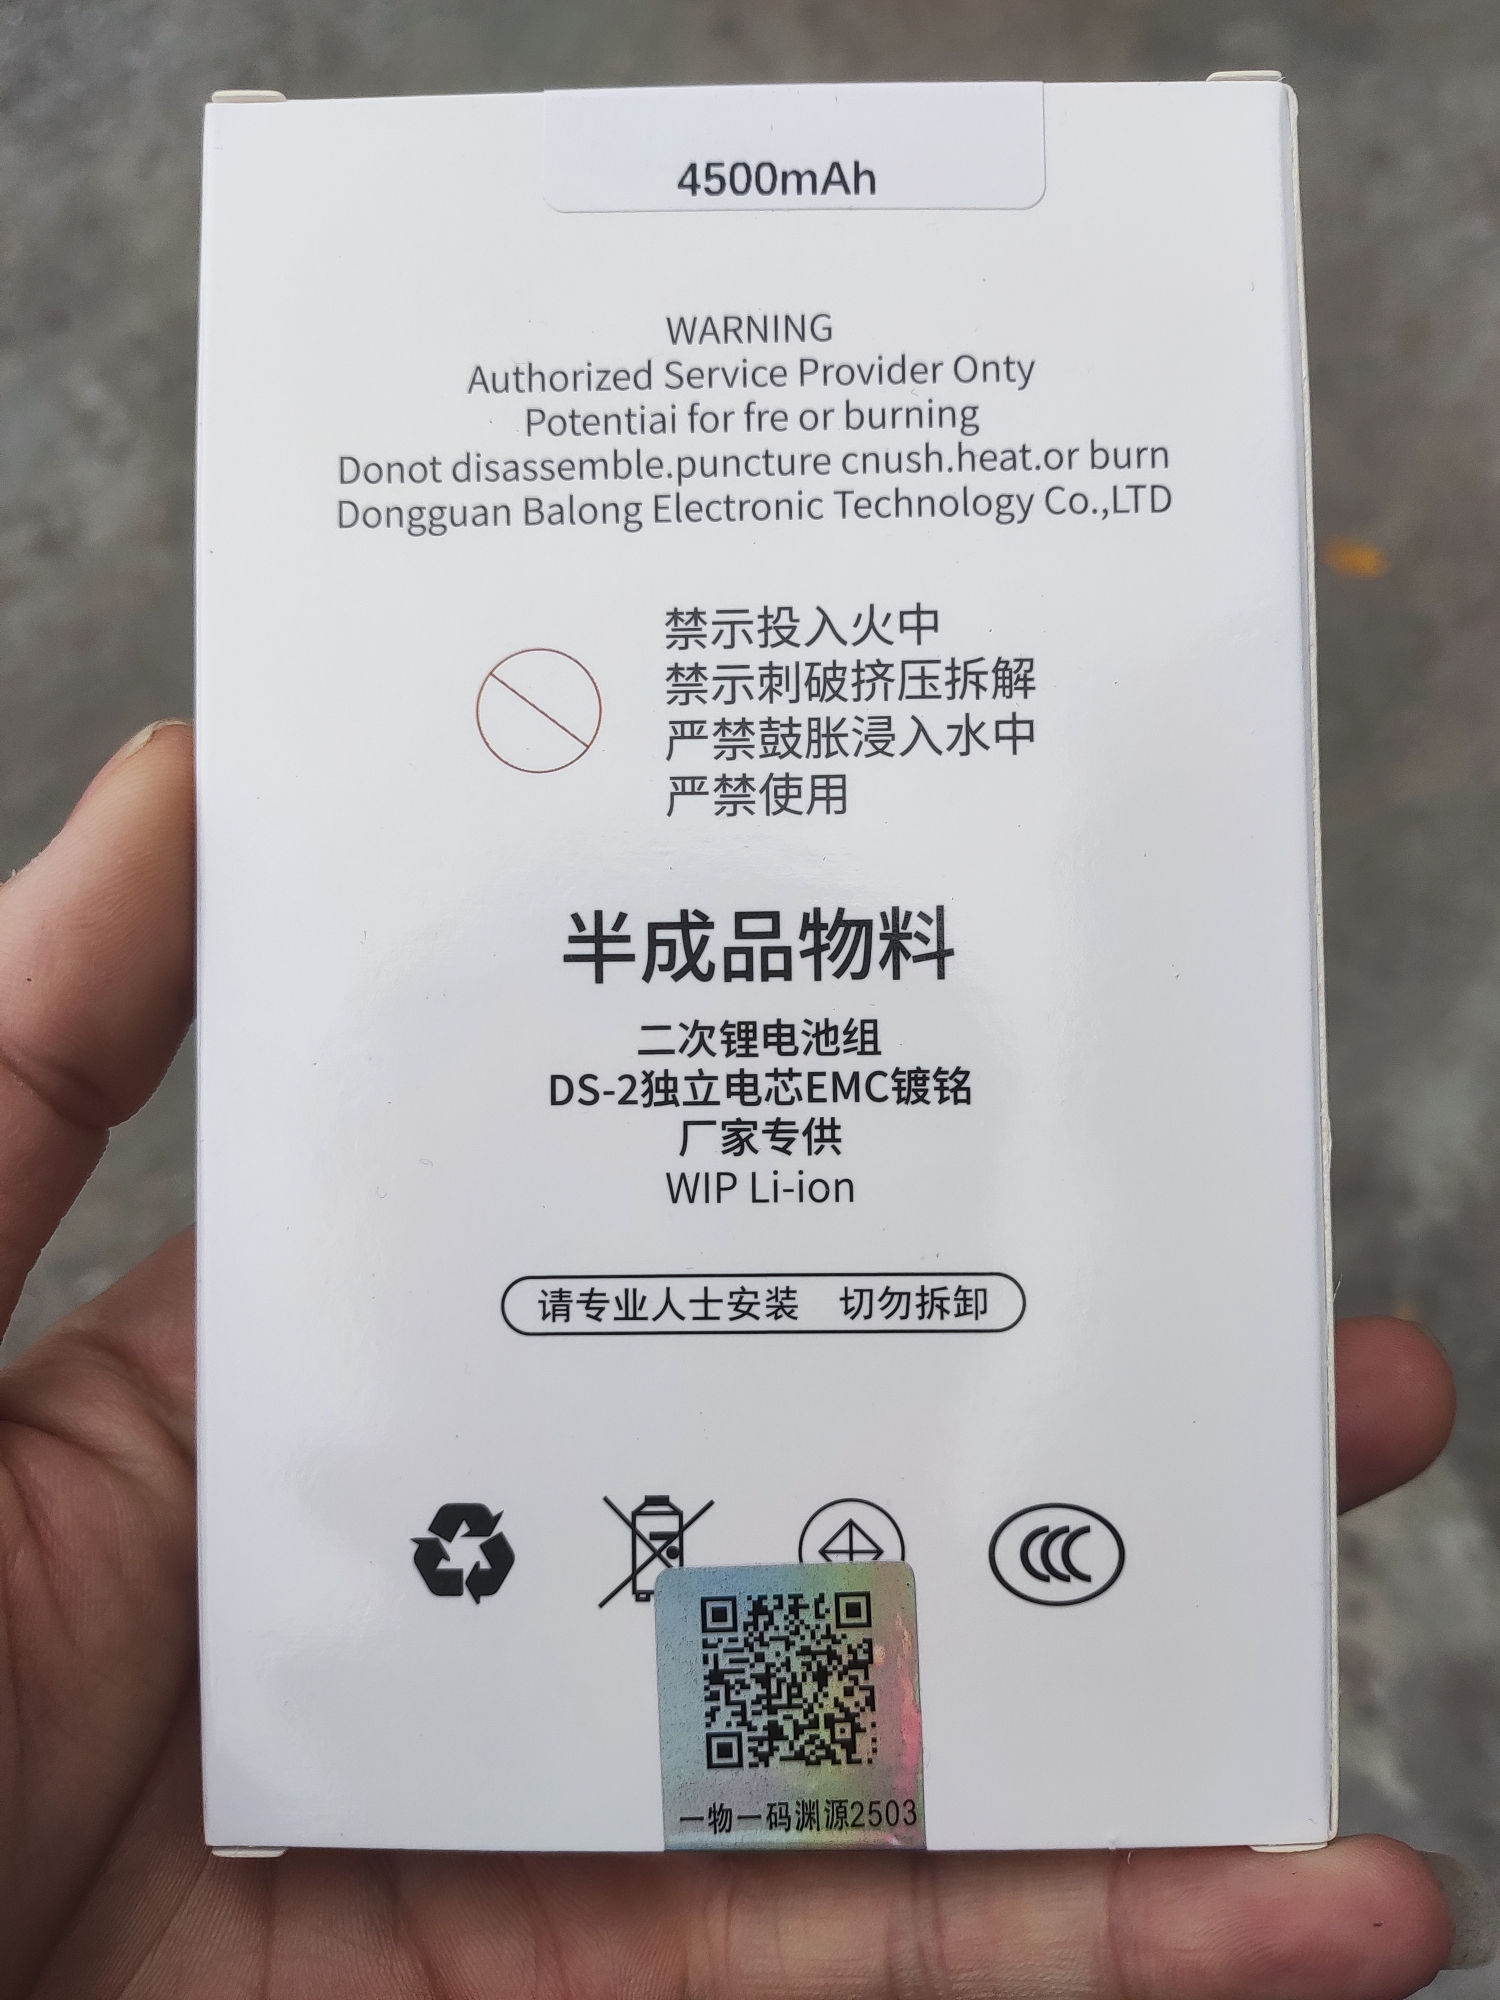 4500mAh
WARNING
Authorized Service Provider Onty
Potentiai for fre or burning
Donot disassemble.puncture cnush.heat.or burn
Dongguan Balong Electronic Technology Co.,LTD
禁示投入火中
禁示刺破挤压拆解
严禁鼓胀浸入水中
严禁使用
半成品物料
二次锂电池组
DS-2独立电芯EMC镀铭
厂家专供
WIP Li-ion
请专业人士安装 切勿拆卸
一物一码渊源2503